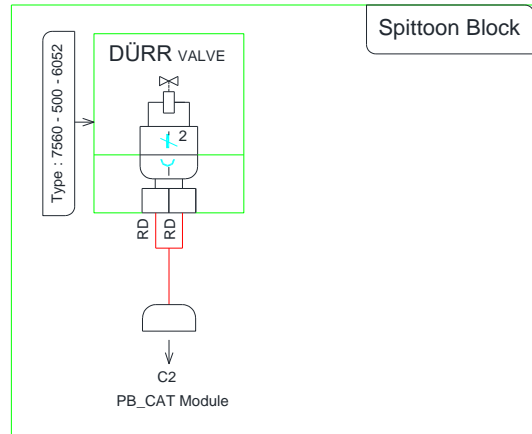 Spittoon Block
DÜRR VALVE
Type : 7560 - 500 - 6052
2
RD
RD
C2
PB_CAT Module